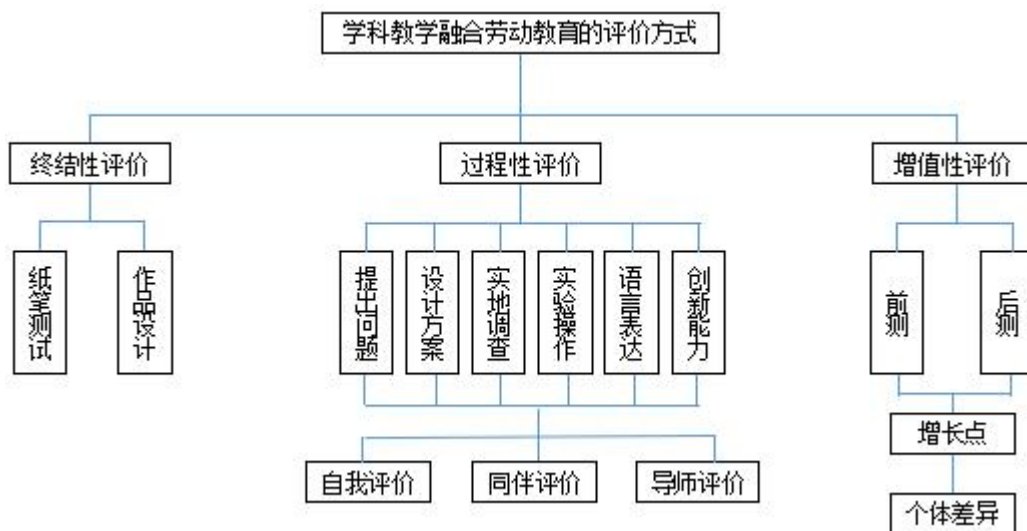 学科教学融合劳动教育的评价方式
终结性评价
过程性评价
增值性评价
纸笔测试
作品设计
提出问题
设计方案
实地调查
实验操作
语言表达
创新能力
前测
后测
增长点
自我评价
同伴评价
导师评价
个体差异